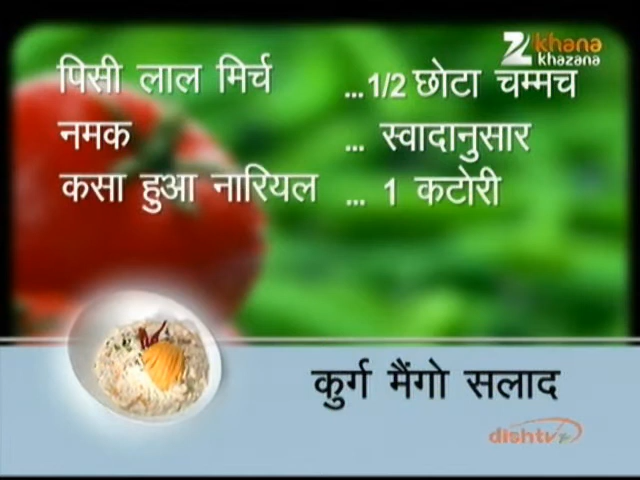 khana
khazana
पिसी लाल मिर्च ...1/2 छोटा चम्मच
नमक ... स्वादानुसार
कसा हुआ नारियल ... 1 कटोरी
कुर्ग मैंगो सलाद
dishtv